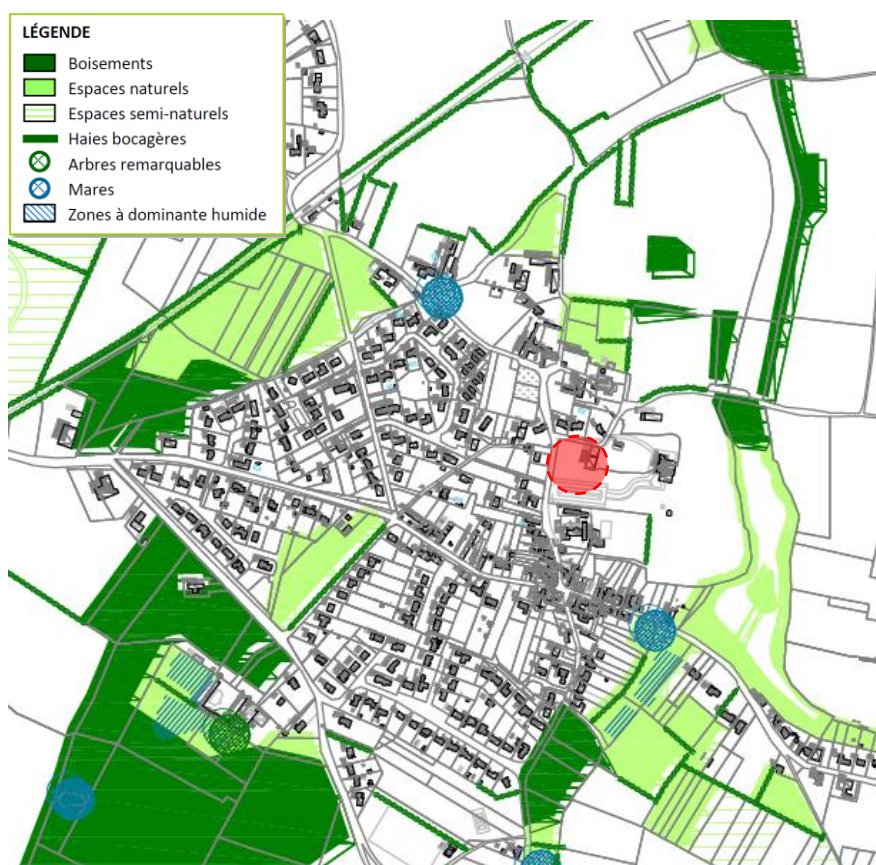 LÉGENDE
Boisements
Espaces naturels
Espaces semi-naturels
Haies bocagères
Arbres remarquables
Mares
Zones à dominante humide